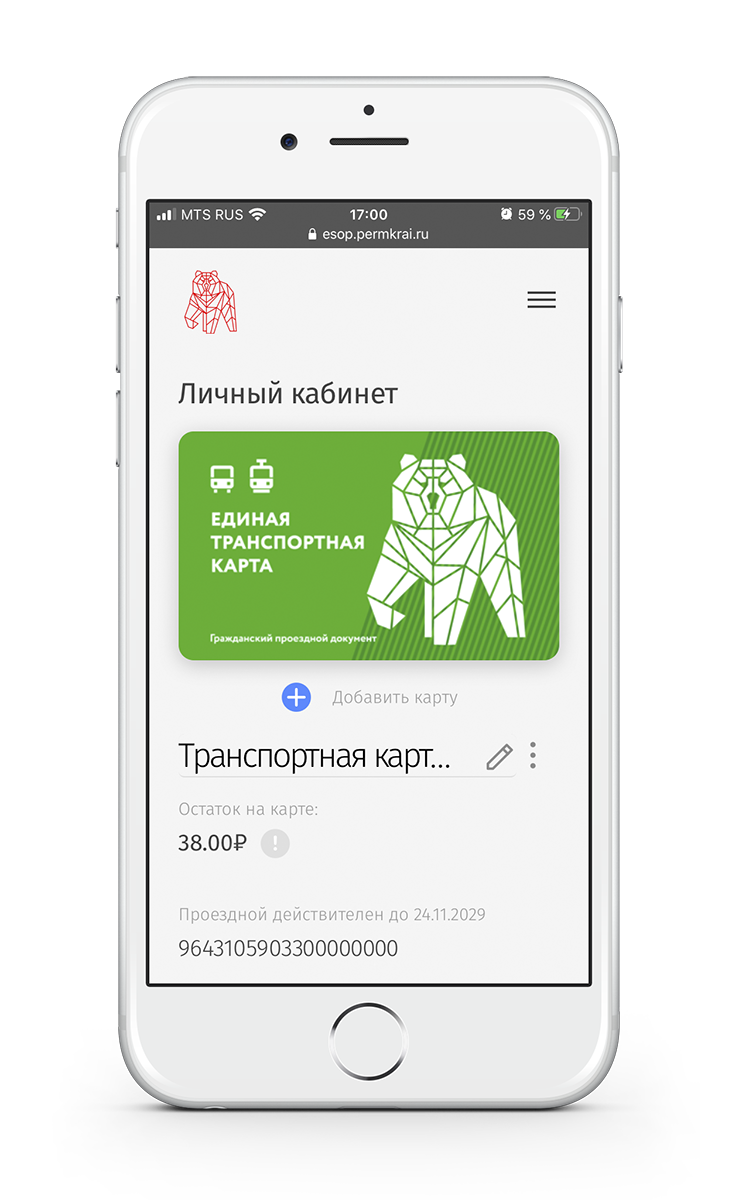 MTS RUS 17:00 59 %
esop.permkrai.ru
Личный кабинет
ЕДИНАЯ
ТРАНСПОРТНАЯ
КАРТА
Гражданский проездной документ
Добавить карту
Транспортная карт...
Остаток на карте:
38.00₽
Проездной действителен до 24.11.2029
9643105903300000000